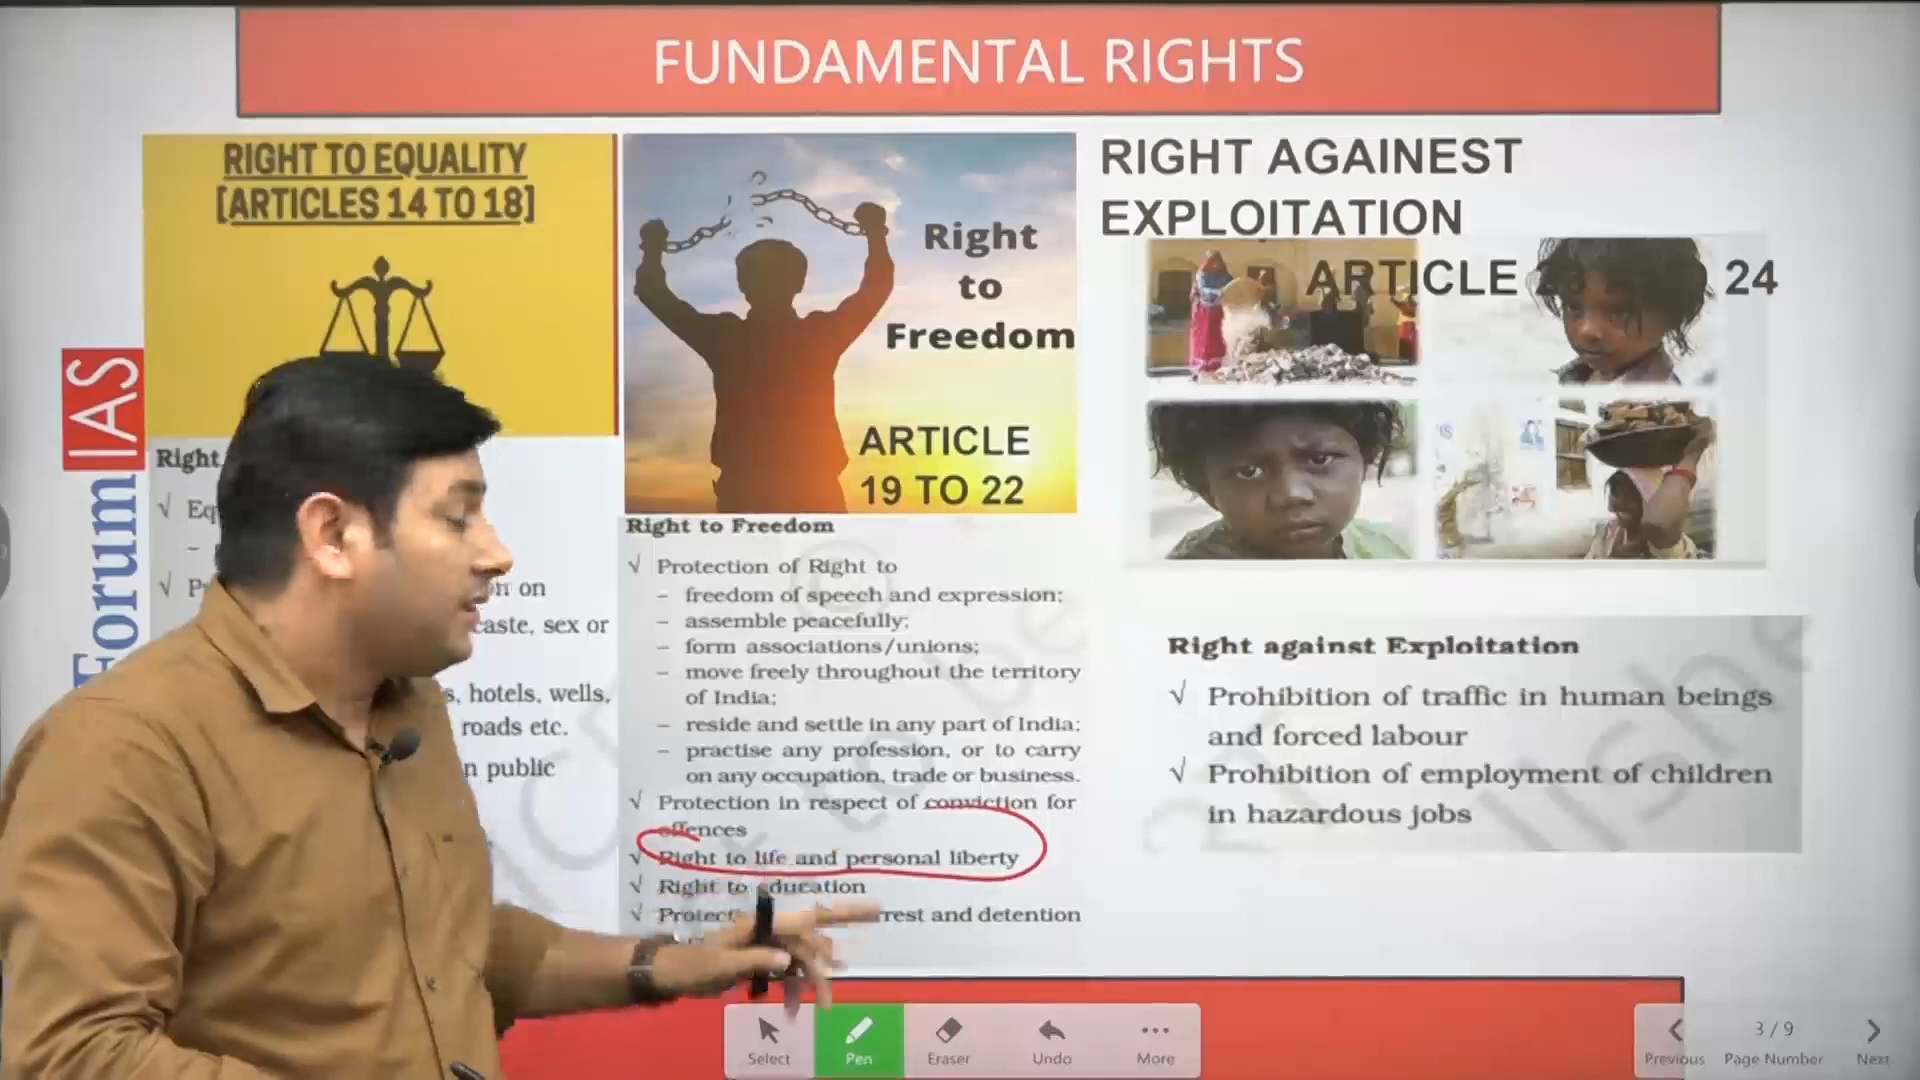 FUNDAMENTAL RIGHTS
RIGHT TO EQUALITY
[ARTICLES 14 TO 18]
Right
√ Eq
on
caste, sex or
s, hotels, wells,
roads etc.
n public
Forum IAS
Right
to
Freedom
ARTICLE
19 TO 22
Right to Freedom
√ Protection of Right to
– freedom of speech and expression;
– assemble peacefully;
– form associations/unions;
– move freely throughout the territory
of India;
– reside and settle in any part of India;
– practise any profession, or to carry
on any occupation, trade or business.
√ Protection in respect of conviction for
offences
√ Right to life and personal liberty
√ Right to education
√ Protect rrest and detention
RIGHT AGAINEST
EXPLOITATION
ARTICLE 24
Right against Exploitation
√ Prohibition of traffic in human beings
and forced labour
√ Prohibition of employment of children
in hazardous jobs
Select
Pen
Eraser
Undo
More
Previous
3 / 9
Page Number
Next